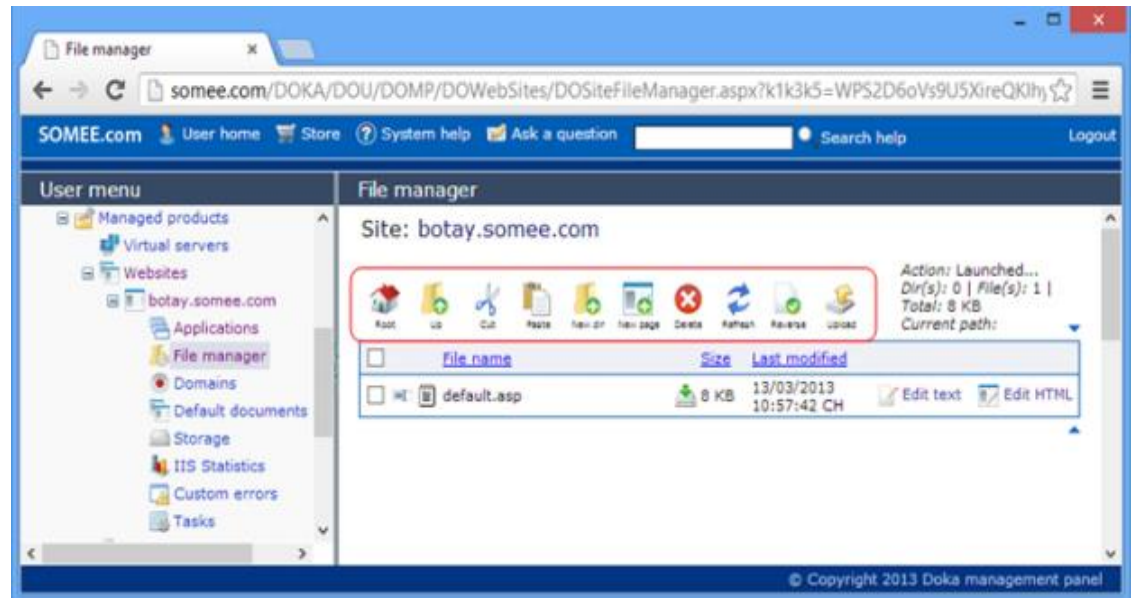 File manager
somee.com/DOKA/DOU/DOMP/DOWebSites/DOSiteFileManager.aspx?k1k3k5=WPS2D6oVs9U5XireQKIhy
SOMEE.com User home Store System help Ask a question Search help Logout
User menu
Managed products
Virtual servers
Websites
botay.somee.com
Applications
File manager
Domains
Default documents
Storage
IIS Statistics
Custom errors
Tasks
File manager
Site: botay.somee.com
Root Up Cut Paste New dir New page Delete Refresh Reverse Upload
Action: Launched...
Dir(s): 0 | File(s): 1 |
Total: 8 KB
Current path:
File name Size Last modified
default.asp 8 KB 13/03/2013
10:57:42 CH Edit text Edit HTML
© Copyright 2013 Doka management panel